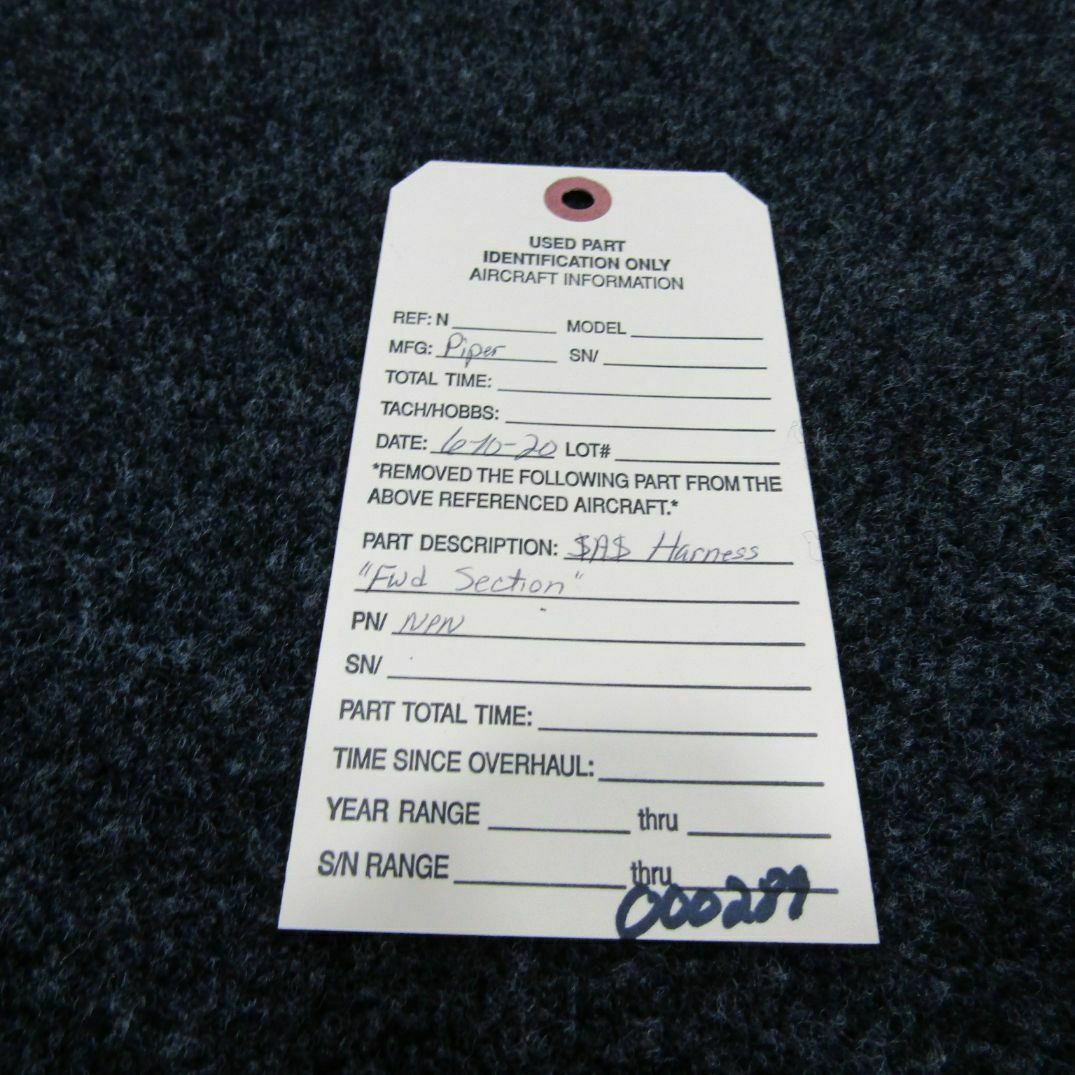 USED PART
IDENTIFICATION ONLY
AIRCRAFT INFORMATION
REF: N MODEL
MFG: Piper SN/
TOTAL TIME:
TACH/HOBBS:
DATE: 6-10-20 LOT#
*REMOVED THE FOLLOWING PART FROM THE
ABOVE REFERENCED AIRCRAFT.*
PART DESCRIPTION: $A$ Harness
"Fwd Section"
PN/ NPN
SN/
PART TOTAL TIME:
TIME SINCE OVERHAUL:
YEAR RANGE thru
S/N RANGE thru
000289